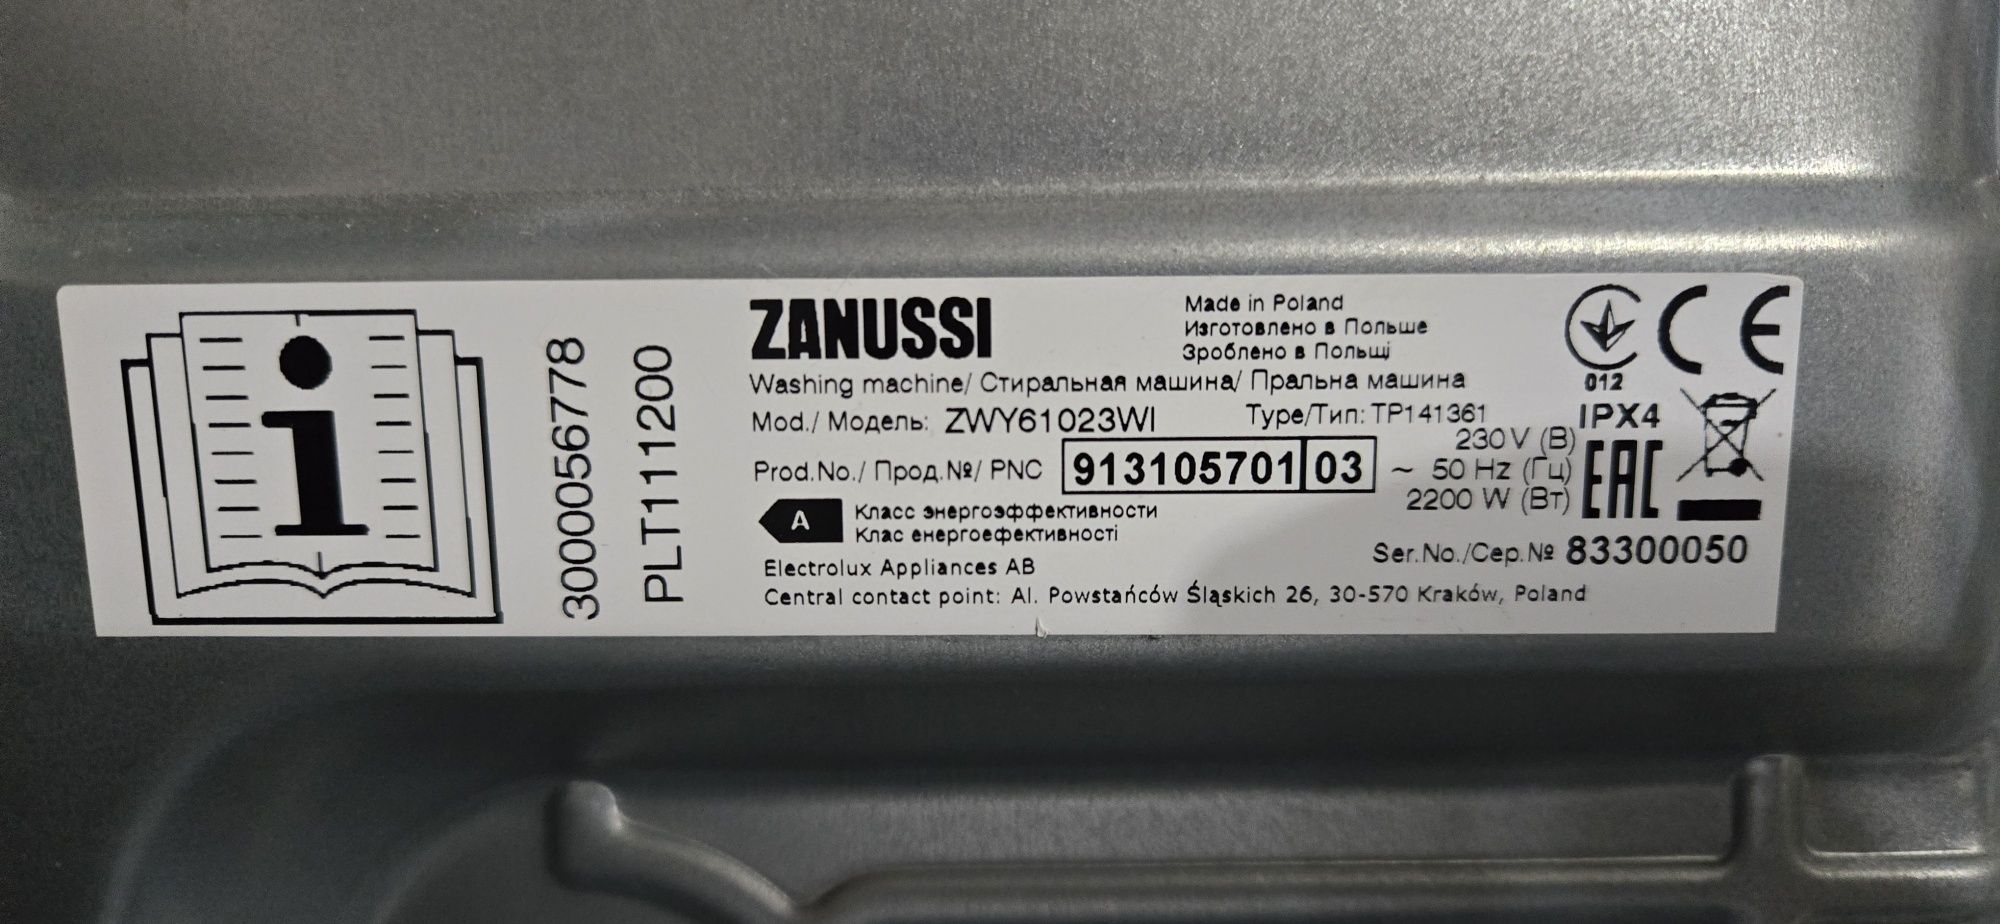 3000056778
PLT111200
ZANUSSI
Made in Poland
Изготовлено в Польше
Зроблено в Польщі
Washing machine/ Стиральная машина/ Пральна машина
Mod./ Модель: ZWY61023WI Type/Тип: TP141361
Prod.No./ Прод.№/ PNC 913105701 03
230V (В)
~ 50 Hz (Гц)
2200 W (Вт)
012
IPX4
CE
EAC
A
Класс энергоэффективности
Клас енергоефективності
Ser.No./Сер.№ 83300050
Electrolux Appliances AB
Central contact point: Al. Powstańców Śląskich 26, 30-570 Kraków, Poland